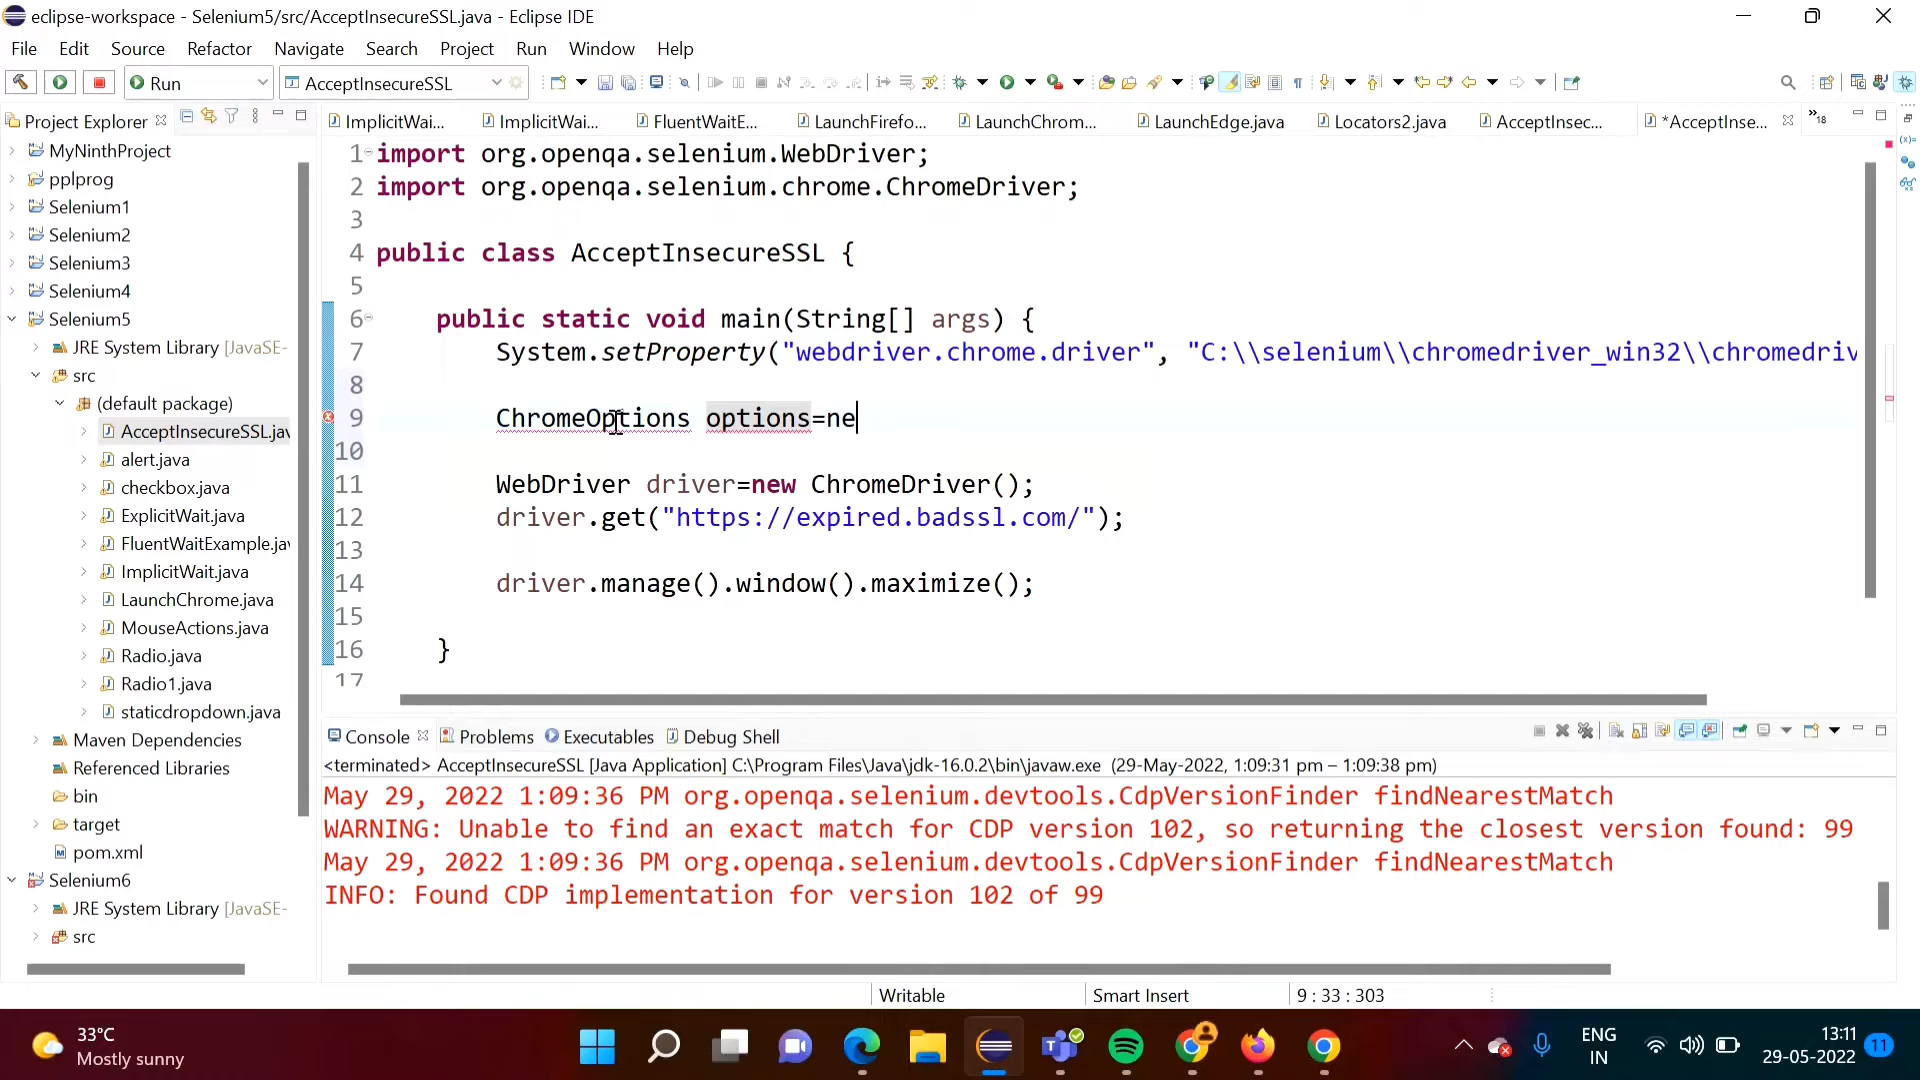 eclipse-workspace - Selenium5/src/AcceptInsecureSSL.java - Eclipse IDE
File Edit Source Refactor Navigate Search Project Run Window Help
Run AcceptInsecureSSL
Project Explorer
ImplicitWai... ImplicitWai... FluentWaitE... LaunchFirefo... LaunchChrom... LaunchEdge.java Locators2.java AcceptInsec... *AcceptInse... »18
MyNinthProject
pplprog
Selenium1
Selenium2
Selenium3
Selenium4
Selenium5
JRE System Library [JavaSE-
src
(default package)
AcceptInsecureSSL.jav
alert.java
checkbox.java
ExplicitWait.java
FluentWaitExample.jav
ImplicitWait.java
LaunchChrome.java
MouseActions.java
Radio.java
Radio1.java
staticdropdown.java
Maven Dependencies
Referenced Libraries
bin
target
pom.xml
Selenium6
JRE System Library [JavaSE-
src
1 import org.openqa.selenium.WebDriver;
2 import org.openqa.selenium.chrome.ChromeDriver;
3
4 public class AcceptInsecureSSL {
5
6 public static void main(String[] args) {
7 System.setProperty("webdriver.chrome.driver", "C:\\selenium\\chromedriver_win32\\chromedriv
8
9 ChromeOptions options=ne
10
11 WebDriver driver=new ChromeDriver();
12 driver.get("https://expired.badssl.com/");
13
14 driver.manage().window().maximize();
15
16 }
17
Console Problems Executables Debug Shell
<terminated> AcceptInsecureSSL [Java Application] C:\Program Files\Java\jdk-16.0.2\bin\javaw.exe (29-May-2022, 1:09:31 pm – 1:09:38 pm)
May 29, 2022 1:09:36 PM org.openqa.selenium.devtools.CdpVersionFinder findNearestMatch
WARNING: Unable to find an exact match for CDP version 102, so returning the closest version found: 99
May 29, 2022 1:09:36 PM org.openqa.selenium.devtools.CdpVersionFinder findNearestMatch
INFO: Found CDP implementation for version 102 of 99
Writable Smart Insert 9 : 33 : 303
33°C
Mostly sunny
ENG
IN
13:11
29-05-2022
11